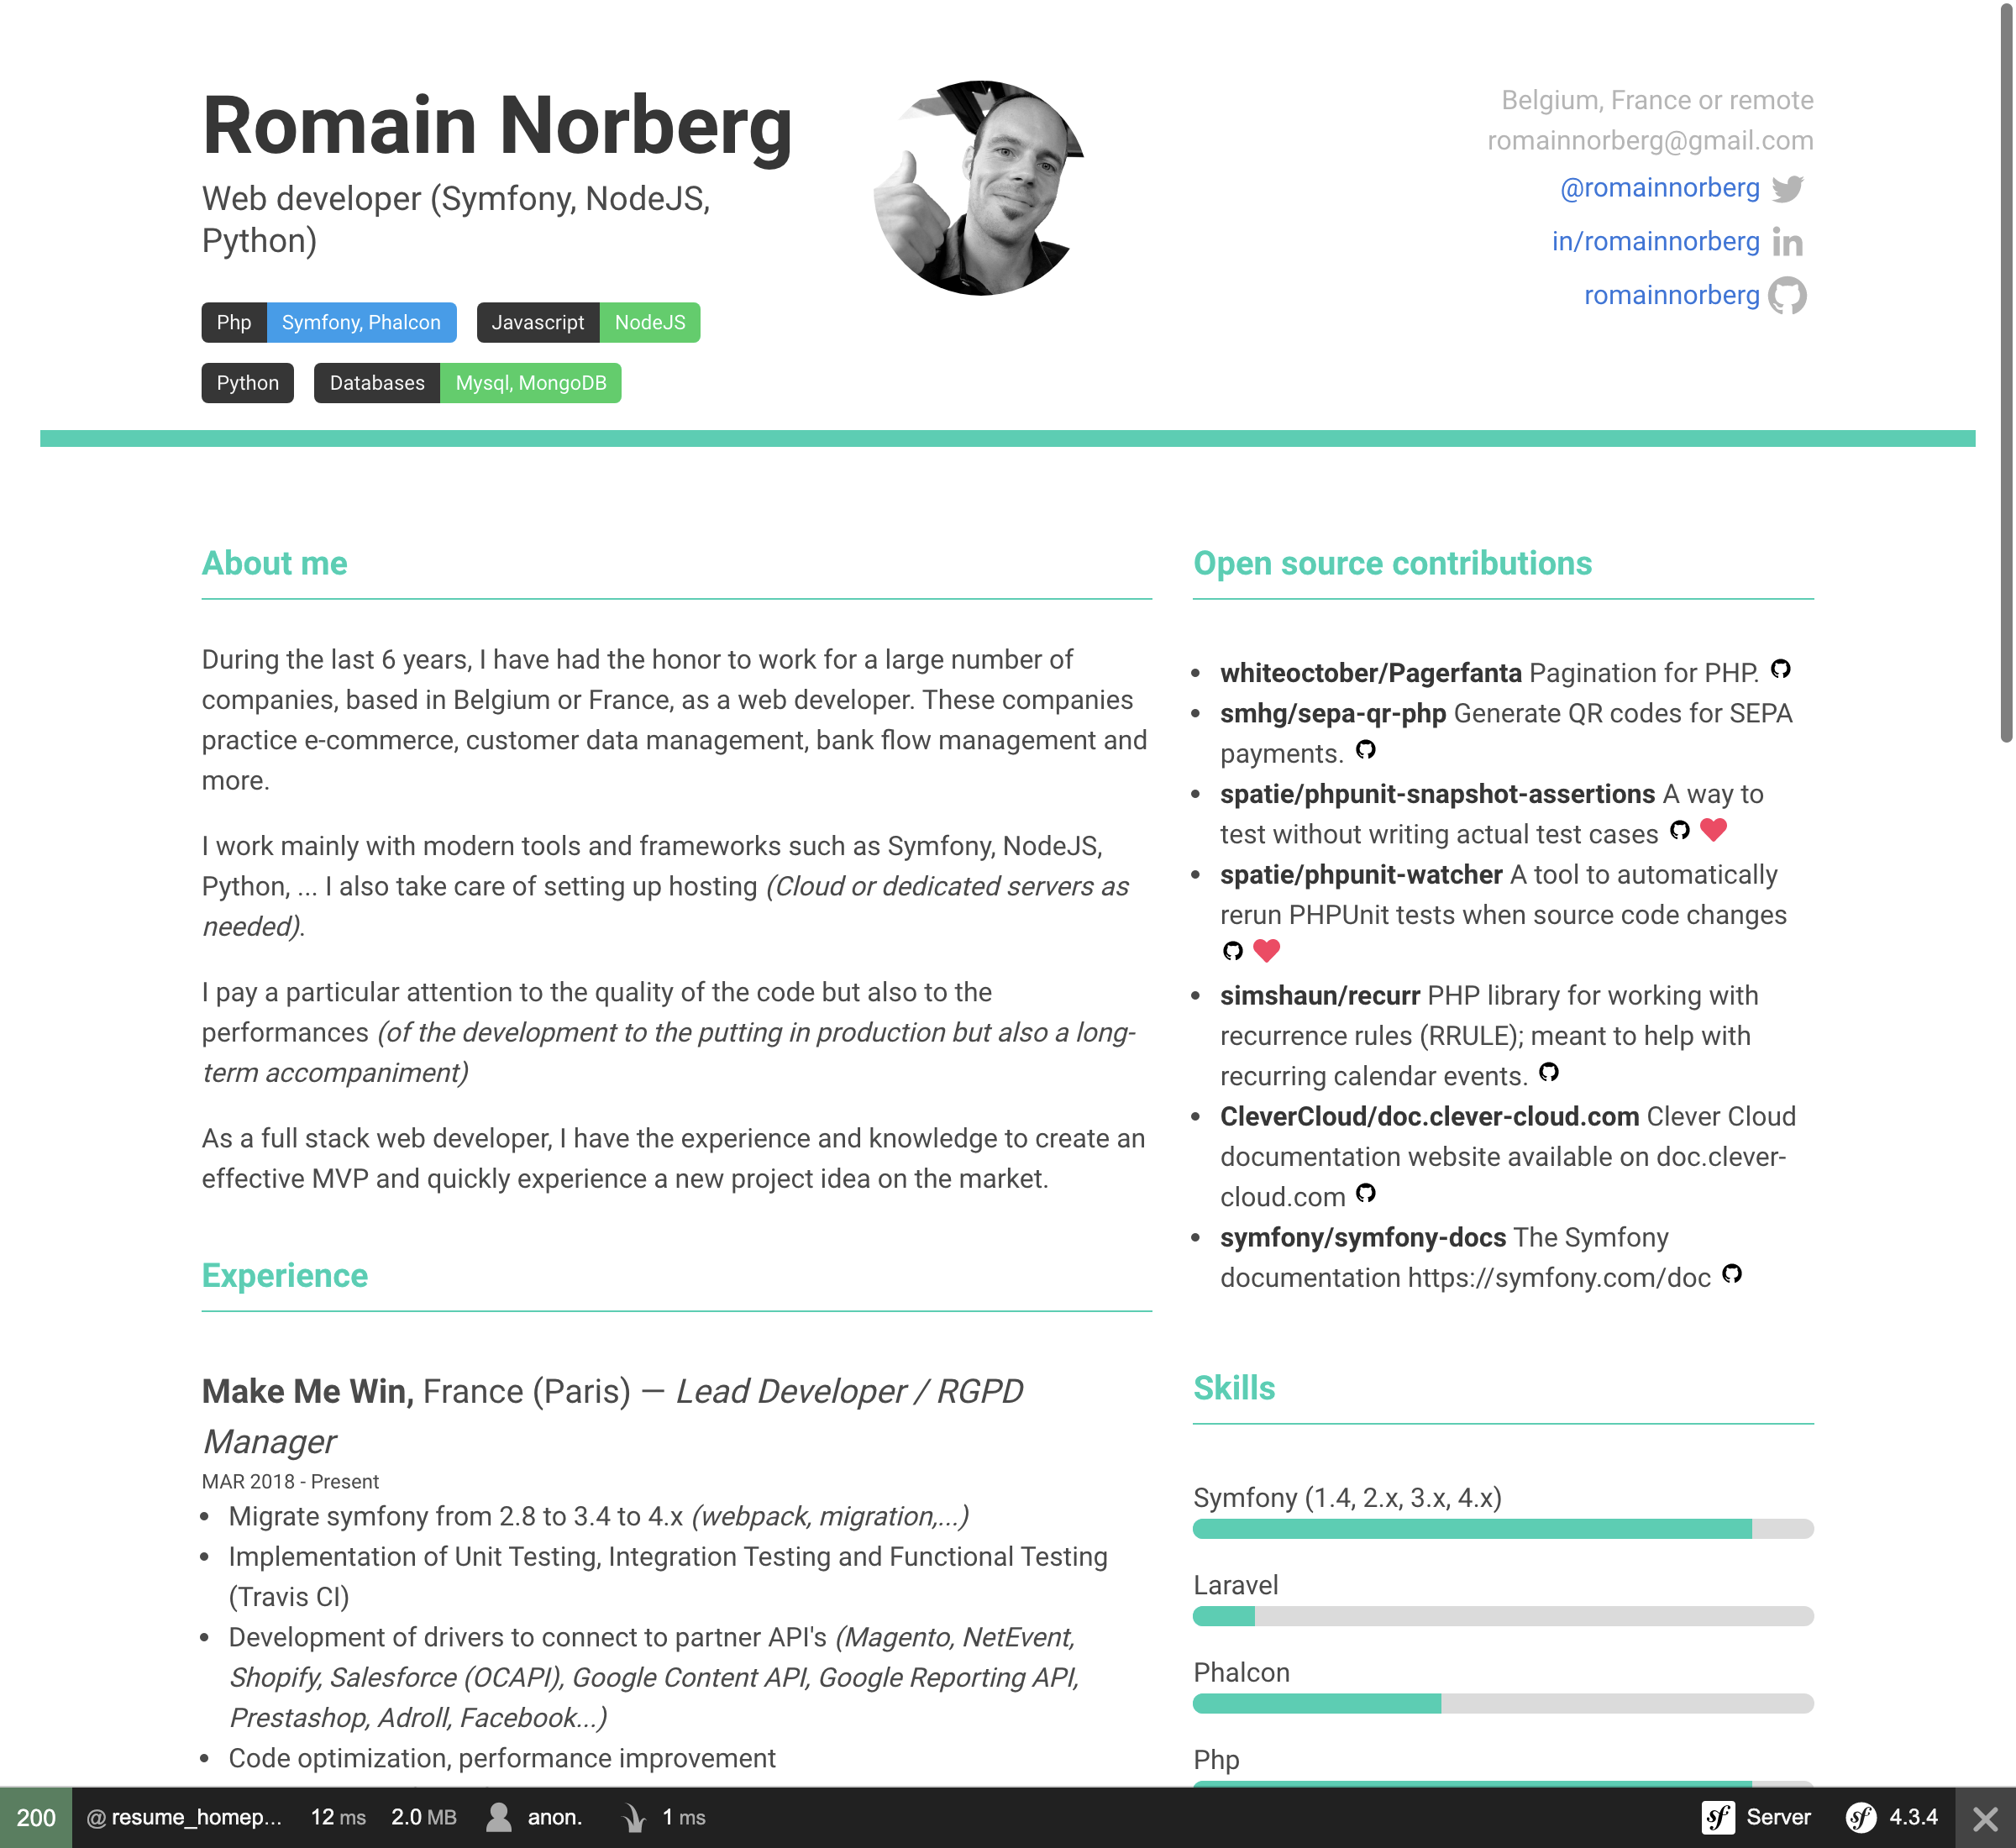 Romain Norberg
Web developer (Symfony, NodeJS,
Python)
Php Symfony, Phalcon Javascript NodeJS
Python Databases Mysql, MongoDB
Belgium, France or remote
romainnorberg@gmail.com
@romainnorberg
in/romainnorberg
romainnorberg
About me
During the last 6 years, I have had the honor to work for a large number of
companies, based in Belgium or France, as a web developer. These companies
practice e-commerce, customer data management, bank flow management and
more.
I work mainly with modern tools and frameworks such as Symfony, NodeJS,
Python, ... I also take care of setting up hosting (Cloud or dedicated servers as
needed).
I pay a particular attention to the quality of the code but also to the
performances (of the development to the putting in production but also a long-
term accompaniment)
As a full stack web developer, I have the experience and knowledge to create an
effective MVP and quickly experience a new project idea on the market.
Experience
Make Me Win, France (Paris) — Lead Developer / RGPD
Manager
MAR 2018 - Present
• Migrate symfony from 2.8 to 3.4 to 4.x (webpack, migration,...)
• Implementation of Unit Testing, Integration Testing and Functional Testing
(Travis CI)
• Development of drivers to connect to partner API's (Magento, NetEvent,
Shopify, Salesforce (OCAPI), Google Content API, Google Reporting API,
Prestashop, Adroll, Facebook...)
• Code optimization, performance improvement
Open source contributions
• whiteoctober/Pagerfanta Pagination for PHP.
• smhg/sepa-qr-php Generate QR codes for SEPA
payments.
• spatie/phpunit-snapshot-assertions A way to
test without writing actual test cases
• spatie/phpunit-watcher A tool to automatically
rerun PHPUnit tests when source code changes
• simshaun/recurr PHP library for working with
recurrence rules (RRULE); meant to help with
recurring calendar events.
• CleverCloud/doc.clever-cloud.com Clever Cloud
documentation website available on doc.clever-
cloud.com
• symfony/symfony-docs The Symfony
documentation https://symfony.com/doc
Skills
Symfony (1.4, 2.x, 3.x, 4.x)
Laravel
Phalcon
Php
200 @ resume_homep... 12 ms 2.0 MB anon. 1 ms sf Server sf 4.3.4